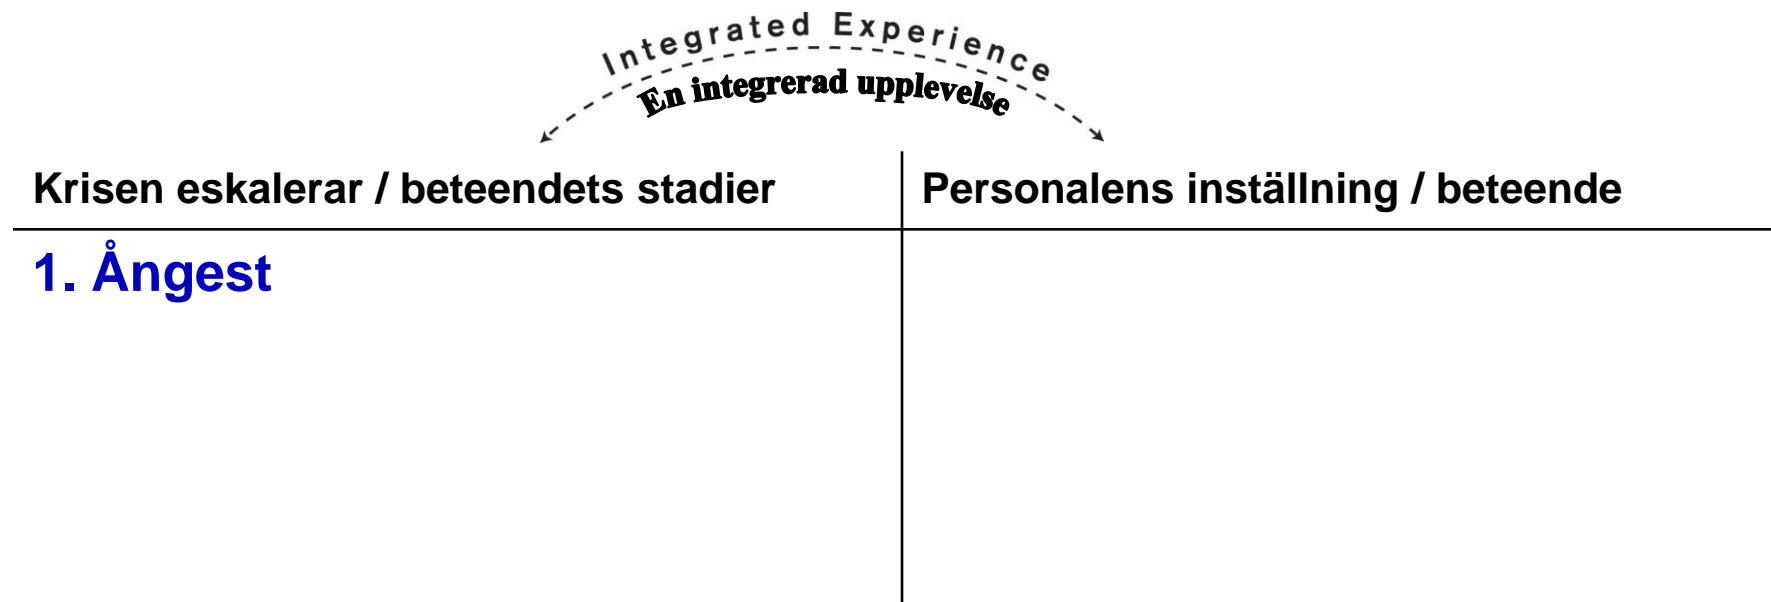 Integrated Experience
En integrerad upplevelse
Krisen eskalerar / beteendets stadier
Personalens inställning / beteende
1. Ångest